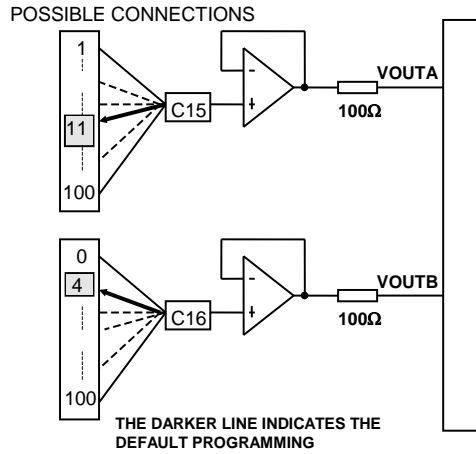 POSSIBLE CONNECTIONS
1
11
100
C15
-
+
100Ω
VOUTA
0
4
100
C16
-
+
100Ω
VOUTB
THE DARKER LINE INDICATES THE
DEFAULT PROGRAMMING